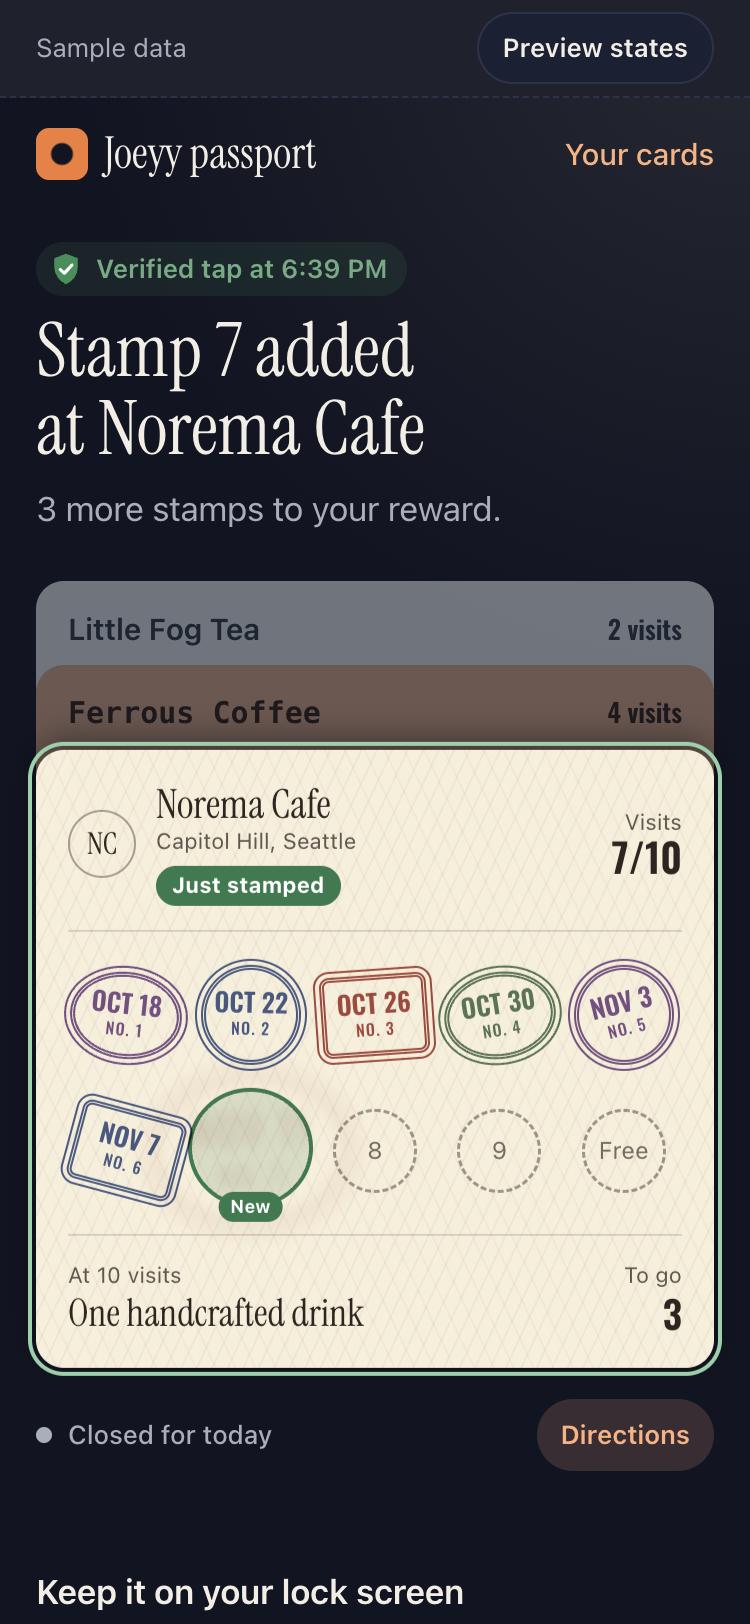 Sample data
Preview states
Joeyy passport
Your cards
Verified tap at 6:39 PM
Stamp 7 added
at Norema Cafe
3 more stamps to your reward.
Little Fog Tea
2 visits
Ferrous Coffee
4 visits
NC
Norema Cafe
Capitol Hill, Seattle
Just stamped
Visits
7/10
OCT 18
NO. 1
OCT 22
NO. 2
OCT 26
NO. 3
OCT 30
NO. 4
NOV 3
NO. 5
NOV 7
NO. 6
New
8
9
Free
At 10 visits
One handcrafted drink
To go
3
Closed for today
Directions
Keep it on your lock screen